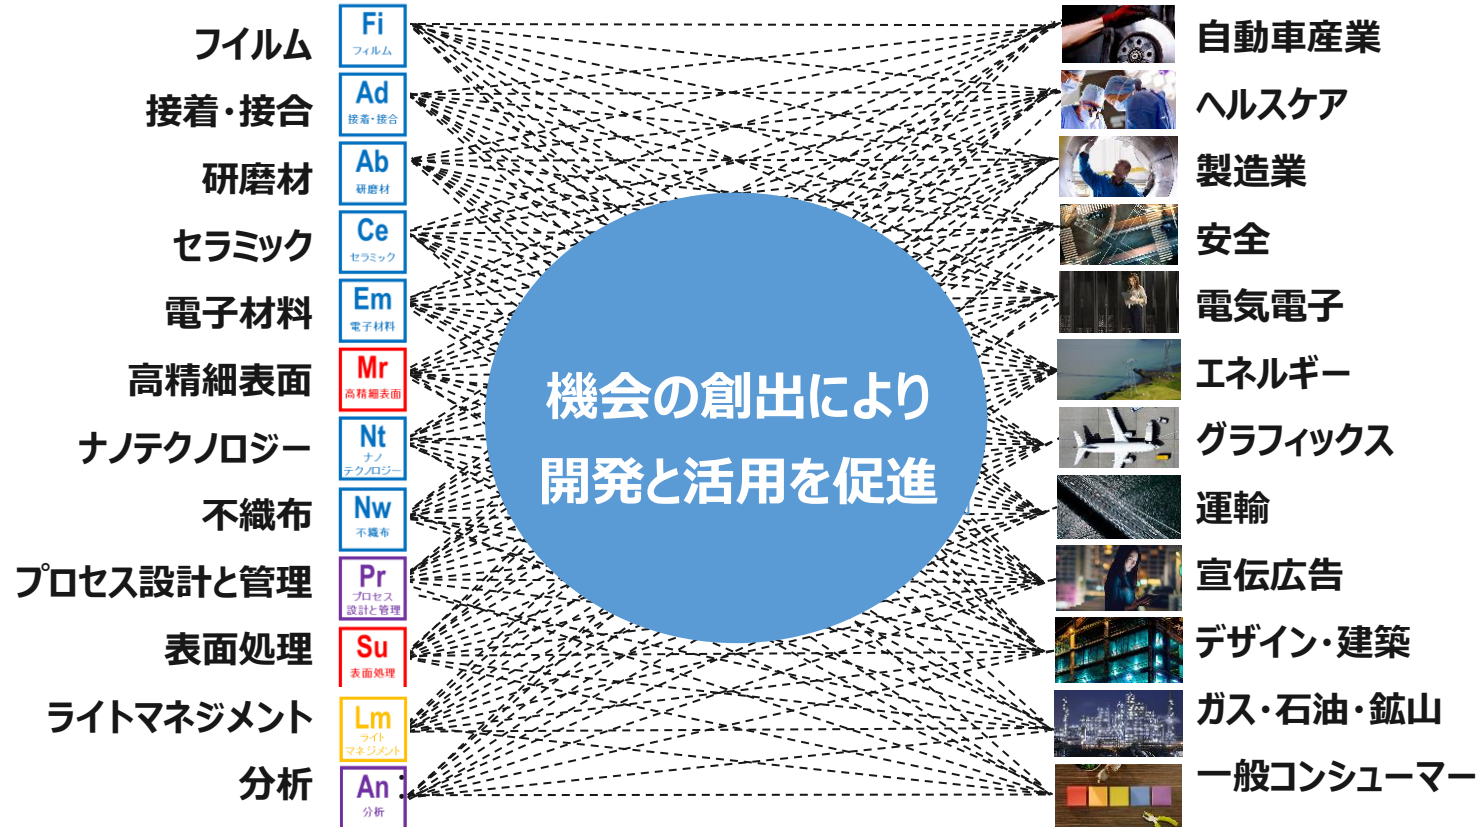 フイルム
Fi
フィルム
自動車産業
接着・接合
Ad
接着・接合
ヘルスケア
研磨材
Ab
研磨材
製造業
セラミック
Ce
セラミック
安全
電子材料
Em
電子材料
電気電子
高精細表面
Mr
高精細表面
エネルギー
ナノテクノロジー
Nt
ナノ
テクノロジー
グラフィックス
不織布
Nw
不織布
運輸
プロセス設計と管理
Pr
プロセス
設計と管理
宣伝広告
表面処理
Su
表面処理
デザイン・建築
ライトマネジメント
Lm
ライト
マネジメント
ガス・石油・鉱山
分析
An
分析
一般コンシューマー
機会の創出により
開発と活用を促進